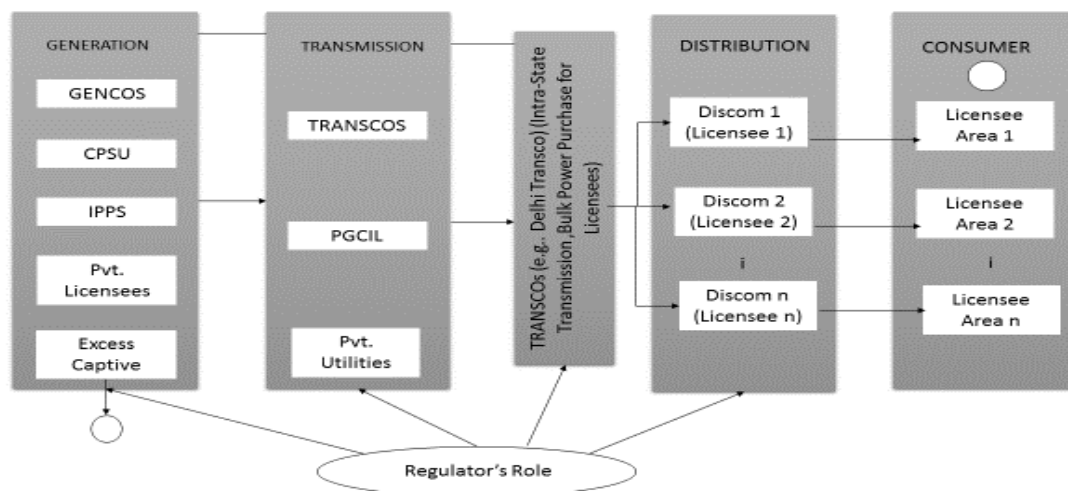 GENERATION
GENCOS
CPSU
IPPS
Pvt.
Licensees
Excess
Captive
TRANSMISSION
TRANSCOS
PGCIL
Pvt.
Utilities
TRANSCOs (e.g.. Delhi Transco) (Intra-State
Transmission ,Bulk Power Purchase for
Licensees)
DISTRIBUTION
Discom 1
(Licensee 1)
Discom 2
(Licensee 2)
i
Discom n
(Licensee n)
CONSUMER
Licensee
Area 1
Licensee
Area 2
i
Licensee
Area n
Regulator's Role